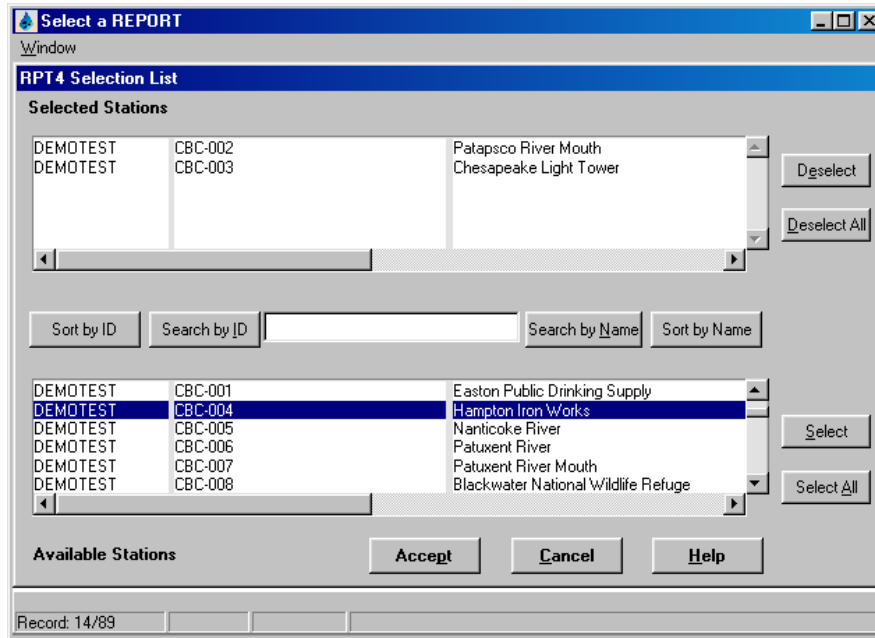 Select a REPORT
Window
RPT4 Selection List
Selected Stations
DEMOTEST CBC-002 Patapsco River Mouth
DEMOTEST CBC-003 Chesapeake Light Tower
Deselect
Deselect All
Sort by ID Search by ID Search by Name Sort by Name
DEMOTEST CBC-001 Easton Public Drinking Supply
DEMOTEST CBC-004 Hampton Iron Works
DEMOTEST CBC-005 Nanticoke River
DEMOTEST CBC-006 Patuxent River
DEMOTEST CBC-007 Patuxent River Mouth
DEMOTEST CBC-008 Blackwater National Wildlife Refuge
Select
Select All
Available Stations Accept Cancel Help
Record: 14/89